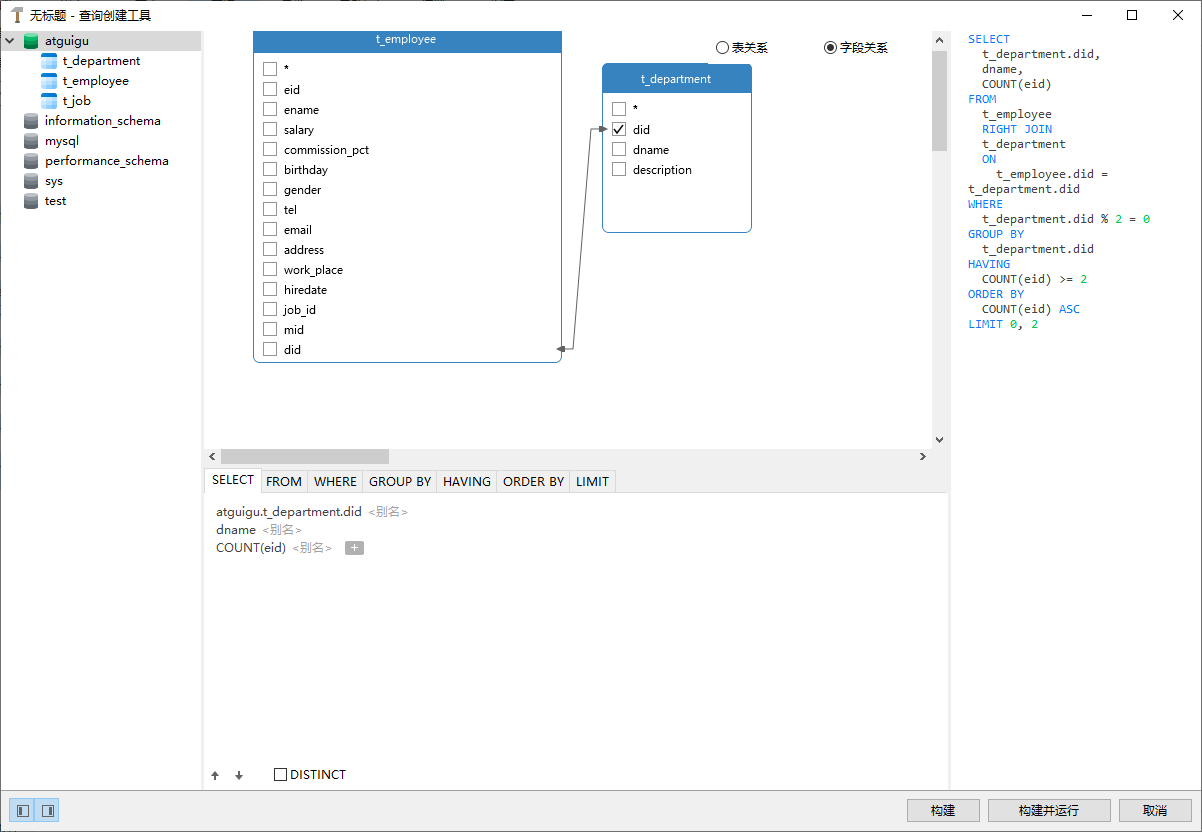 无标题 - 查询创建工具
atguigu
t_department
t_employee
t_job
information_schema
mysql
performance_schema
sys
test
t_employee
*
eid
ename
salary
commission_pct
birthday
gender
tel
email
address
work_place
hiredate
job_id
mid
did
表关系
字段关系
t_department
*
did
dname
description
SELECT FROM WHERE GROUP BY HAVING ORDER BY LIMIT
atguigu.t_department.did <别名>
dname <别名>
COUNT(eid) <别名> +
DISTINCT
SELECT
t_department.did,
dname,
COUNT(eid)
FROM
t_employee
RIGHT JOIN
t_department
ON
t_employee.did =
t_department.did
WHERE
t_department.did % 2 = 0
GROUP BY
t_department.did
HAVING
COUNT(eid) >= 2
ORDER BY
COUNT(eid) ASC
LIMIT 0, 2
构建 构建并运行 取消